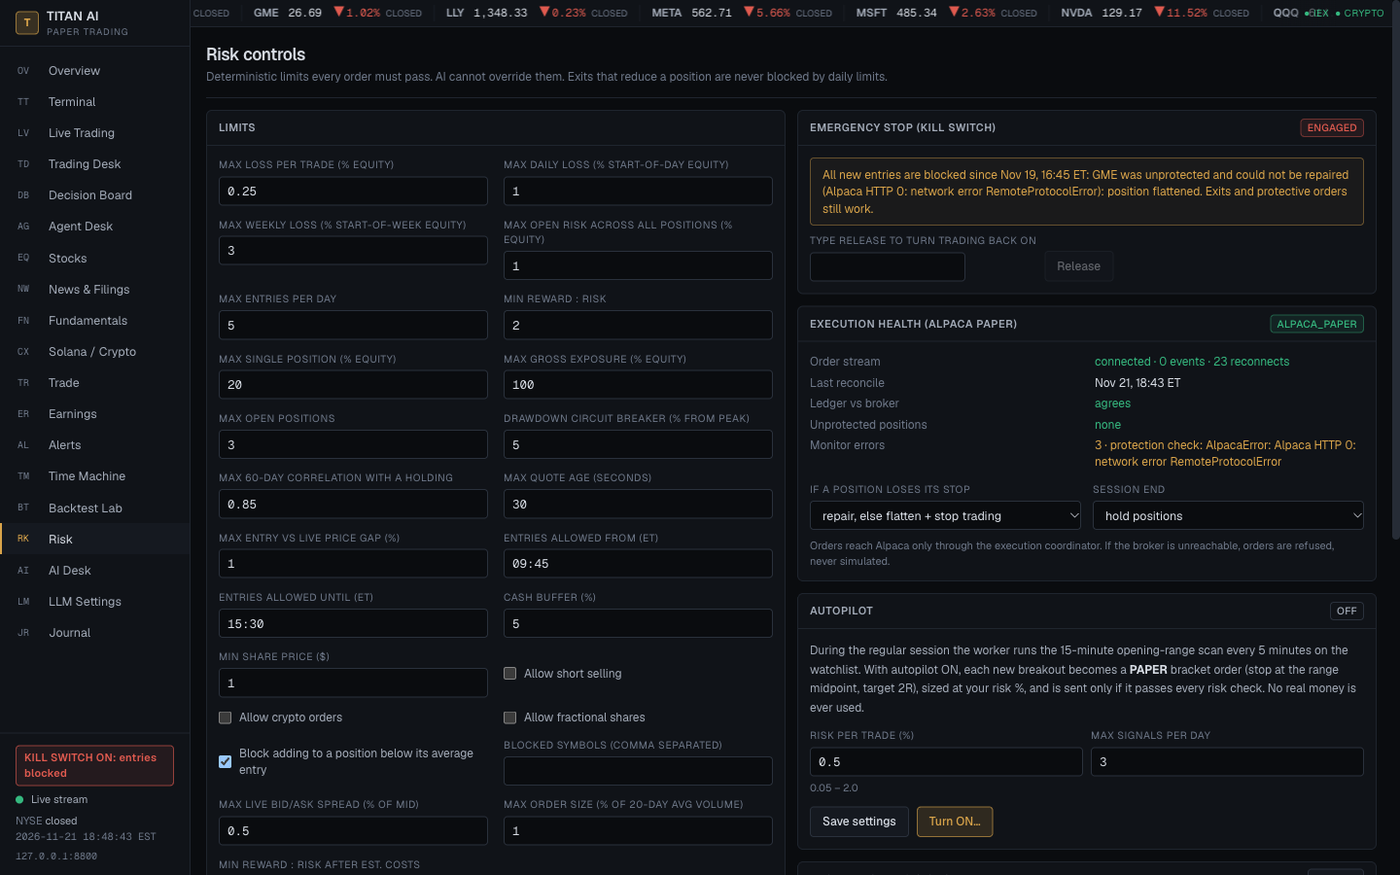 T
TITAN AI
PAPER TRADING
OV Overview
TT Terminal
LV Live Trading
TD Trading Desk
DB Decision Board
AG Agent Desk
EQ Stocks
NW News & Filings
FN Fundamentals
CX Solana / Crypto
TR Trade
ER Earnings
AL Alerts
TM Time Machine
BT Backtest Lab
RK Risk
AI AI Desk
LM LLM Settings
JR Journal
KILL SWITCH ON: entries
blocked
Live stream
NYSE closed
2026-11-21 18:48:43 EST
127.0.0.1:8800
CLOSED GME 26.69 ▼1.02% CLOSED LLY 1,348.33 ▼0.23% CLOSED META 562.71 ▼5.66% CLOSED MSFT 485.34 ▼2.63% CLOSED NVDA 129.17 ▼11.52% CLOSED QQQ ● CRYPTO
Risk controls
Deterministic limits every order must pass. AI cannot override them. Exits that reduce a position are never blocked by daily limits.
LIMITS
MAX LOSS PER TRADE (% EQUITY)
0.25
MAX DAILY LOSS (% START-OF-DAY EQUITY)
1
MAX WEEKLY LOSS (% START-OF-WEEK EQUITY)
3
MAX OPEN RISK ACROSS ALL POSITIONS (%
EQUITY)
1
MAX ENTRIES PER DAY
5
MIN REWARD : RISK
2
MAX SINGLE POSITION (% EQUITY)
20
MAX GROSS EXPOSURE (% EQUITY)
100
MAX OPEN POSITIONS
3
DRAWDOWN CIRCUIT BREAKER (% FROM PEAK)
5
MAX 60-DAY CORRELATION WITH A HOLDING
0.85
MAX QUOTE AGE (SECONDS)
30
MAX ENTRY VS LIVE PRICE GAP (%)
1
ENTRIES ALLOWED FROM (ET)
09:45
ENTRIES ALLOWED UNTIL (ET)
15:30
CASH BUFFER (%)
5
MIN SHARE PRICE ($)
1
Allow short selling
Allow crypto orders
Allow fractional shares
Block adding to a position below its average
entry
BLOCKED SYMBOLS (COMMA SEPARATED)
MAX LIVE BID/ASK SPREAD (% OF MID)
0.5
MAX ORDER SIZE (% OF 20-DAY AVG VOLUME)
1
MIN REWARD : RISK AFTER EST. COSTS
EMERGENCY STOP (KILL SWITCH)
ENGAGED
All new entries are blocked since Nov 19, 16:45 ET: GME was unprotected and could not be repaired
(Alpaca HTTP 0: network error RemoteProtocolError): position flattened. Exits and protective orders
still work.
TYPE RELEASE TO TURN TRADING BACK ON
Release
EXECUTION HEALTH (ALPACA PAPER)
ALPACA_PAPER
Order stream connected · 0 events · 23 reconnects
Last reconcile Nov 21, 18:43 ET
Ledger vs broker agrees
Unprotected positions none
Monitor errors 3 · protection check: AlpacaError: Alpaca HTTP 0:
network error RemoteProtocolError
IF A POSITION LOSES ITS STOP
repair, else flatten + stop trading
SESSION END
hold positions
Orders reach Alpaca only through the execution coordinator. If the broker is unreachable, orders are refused,
never simulated.
AUTOPILOT
OFF
During the regular session the worker runs the 15-minute opening-range scan every 5 minutes on the
watchlist. With autopilot ON, each new breakout becomes a PAPER bracket order (stop at the range
midpoint, target 2R), sized at your risk %, and is sent only if it passes every risk check. No real money is
ever used.
RISK PER TRADE (%)
0.5
0.05 – 2.0
MAX SIGNALS PER DAY
3
Save settings
Turn ON…